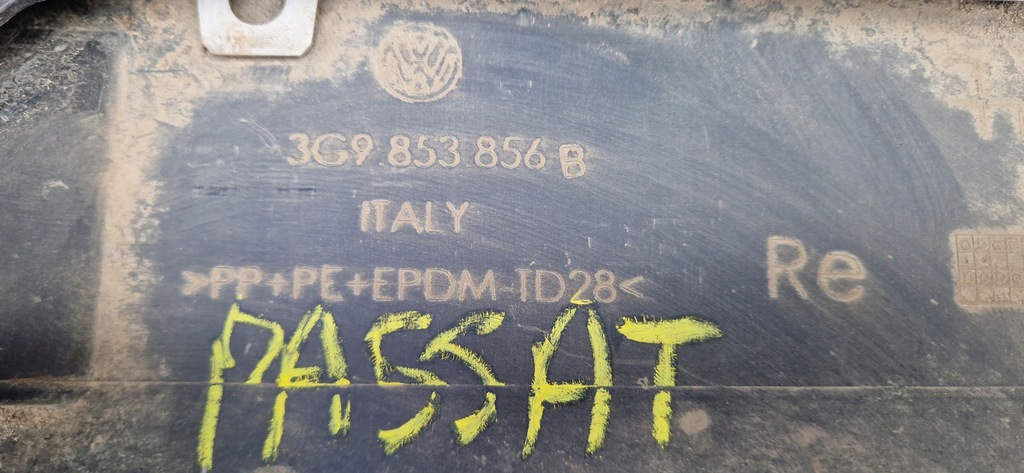 3G9.853.856 B
ITALY
>PP+PE+EPDM-TD28<
Re
PASSAT